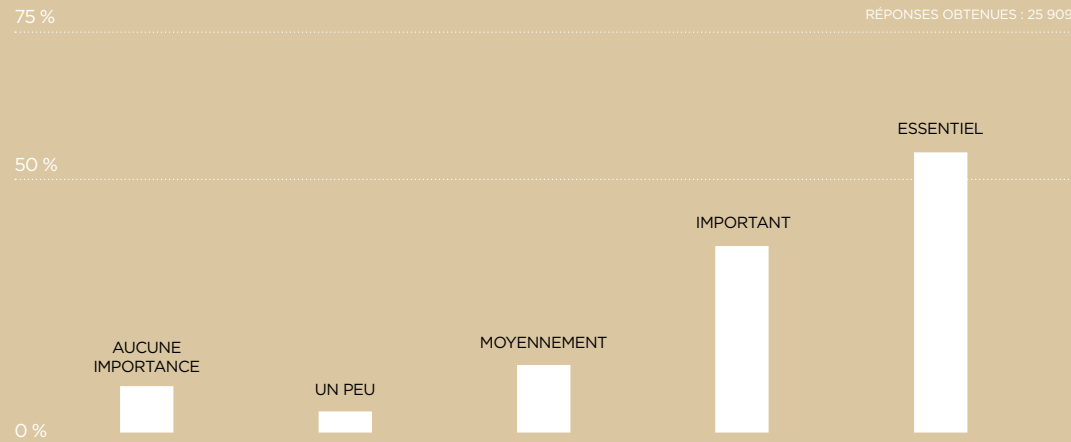 75 %
RÉPONSES OBTENUES : 25 909
ESSENTIEL
50 %
IMPORTANT
MOYENNEMENT
AUCUNE
IMPORTANCE
UN PEU
0 %